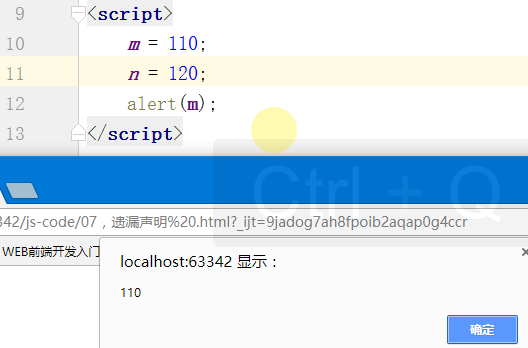 9 <script>
10 m = 110;
11 n = 120;
12 alert(m);
13 </script>
Ctrl + Q
342/js-code/07，遗漏声明%20.html?_ijt=9jadog7ah8fpoib2aqap0g4ccr
WEB前端开发入门
localhost:63342 显示：
110
确定